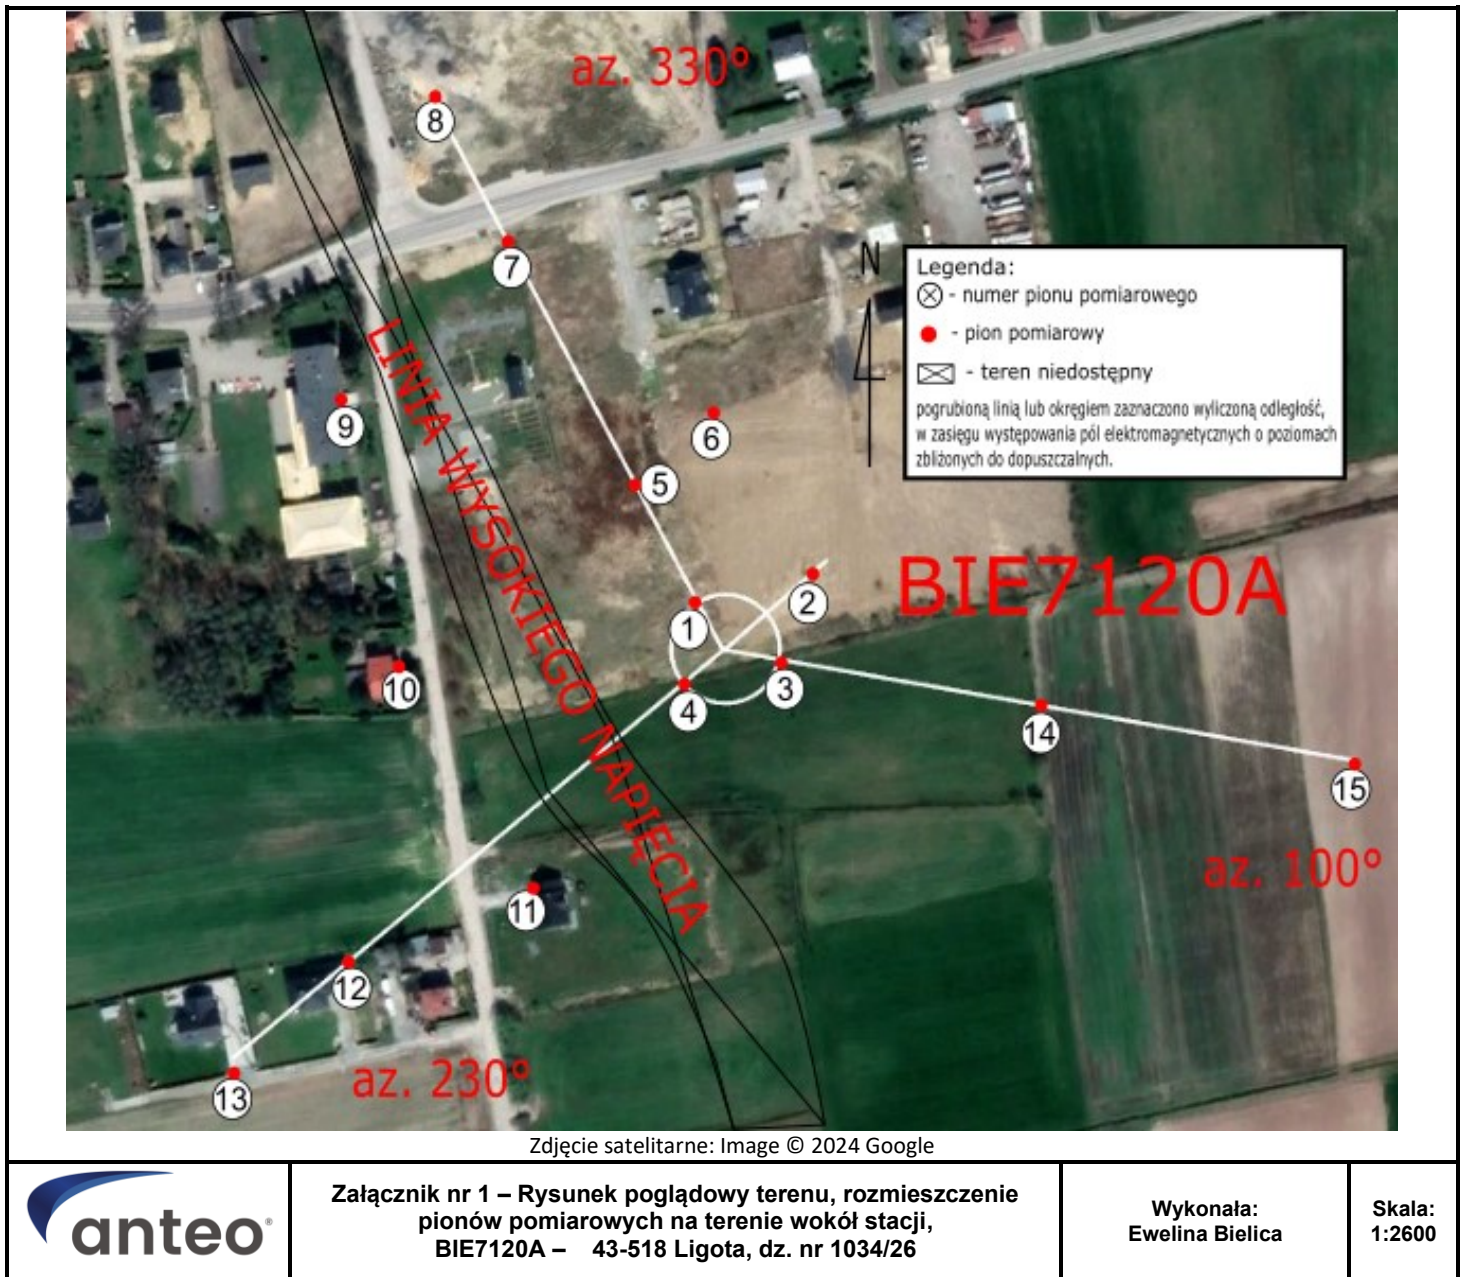 az. 330º
8
7
N
Legenda:
- numer pionu pomiarowego
- pion pomiarowy
- teren niedostępny
pogrubioną linią lub okręgiem zaznaczono wyliczoną odległość,
w zasięgu występowania pól elektromagnetycznych o poziomach
zbliżonych do dopuszczalnych.
LINIA WYSOKIEGO NAPIĘCIA
9
6
5
BIE7120A
2
1
3
10
4
14
15
az. 100º
11
12
az. 230º
13
Zdjęcie satelitarne: Image © 2024 Google
anteo®
Załącznik nr 1 – Rysunek poglądowy terenu, rozmieszczenie
pionów pomiarowych na terenie wokół stacji,
BIE7120A – 43-518 Ligota, dz. nr 1034/26
Wykonała:
Ewelina Bielica
Skala:
1:2600